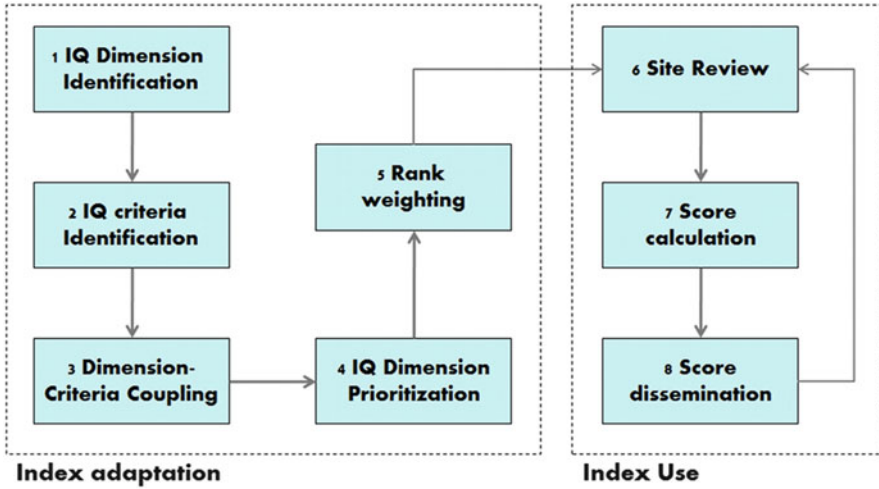 1 IQ Dimension
Identification
2 IQ criteria
Identification
3 Dimension-
Criteria Coupling
4 IQ Dimension
Prioritization
5 Rank
weighting
6 Site Review
7 Score
calculation
8 Score
dissemination
Index adaptation
Index Use